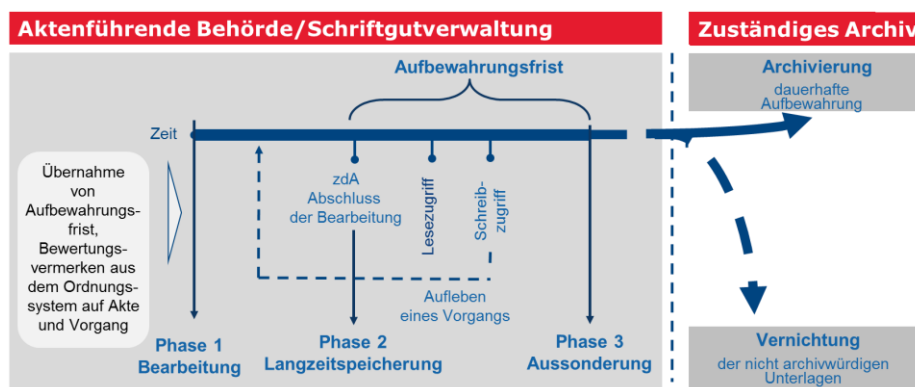 Aktenführende Behörde/Schriftgutverwaltung
Zuständiges Archiv
Aufbewahrungsfrist
Archivierung
dauerhafte
Aufbewahrung
Zeit
Übernahme
von
Aufbewahrungs-
frist,
Bewertungs-
vermerken aus
dem Ordnungs-
system auf Akte
und Vorgang
zdA
Abschluss
der Bearbeitung
Lesezugriff
Schreib-
zugriff
Aufleben
eines Vorgangs
Phase 1
Bearbeitung
Phase 2
Langzeitspeicherung
Phase 3
Aussonderung
Vernichtung
der nicht archivwürdigen
Unterlagen